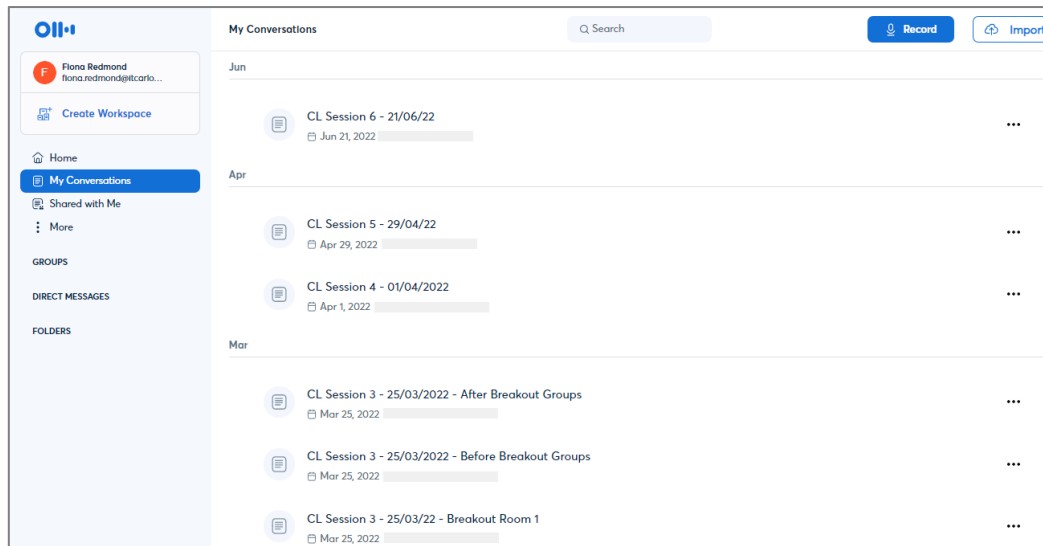 My Conversations
Search
Record
Import
F
Fiona Redmond
fiona.redmond@itcarlo...
Create Workspace
Home
My Conversations
Shared with Me
More
GROUPS
DIRECT MESSAGES
FOLDERS
Jun
CL Session 6 - 21/06/22
Jun 21, 2022
Apr
CL Session 5 - 29/04/22
Apr 29, 2022
CL Session 4 - 01/04/2022
Apr 1, 2022
Mar
CL Session 3 - 25/03/2022 - After Breakout Groups
Mar 25, 2022
CL Session 3 - 25/03/2022 - Before Breakout Groups
Mar 25, 2022
CL Session 3 - 25/03/22 - Breakout Room 1
Mar 25, 2022